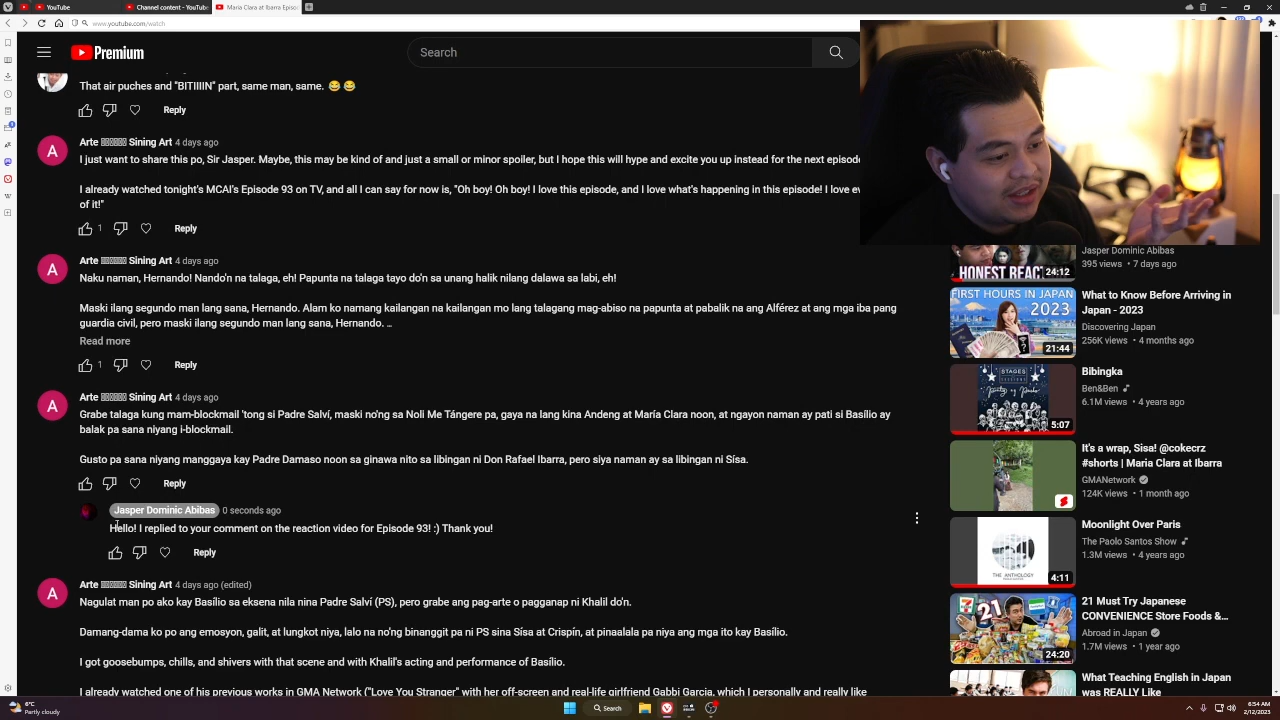 YouTube
Channel content - YouTube
Maria Clara at Ibarra Episo
www.youtube.com/watch
Premium
Search
That air puches and "BITIIIIN" part, same man, same. 😂 😂
Reply
A
Arte Sining Art 4 days ago
I just want to share this po, Sir Jasper. Maybe, this may be kind of and just a small or minor spoiler, but I hope this will hype and excite you up instead for the next episode
I already watched tonight's MCAI's Episode 93 on TV, and all I can say for now is, "Oh boy! Oh boy! I love this episode, and I love what's happening in this episode! I love ev
of it!"
1 Reply
A
Arte Sining Art 4 days ago
Naku naman, Hernando! Nando'n na talaga, eh! Papunta na talaga tayo do'n sa unang halik nilang dalawa sa labi, eh!
Maski ilang segundo man lang sana, Hernando. Alam kong kailangan na kailangan mo lang talagang mag-abiso na papunta at pabalik na ang Alférez at ang mga iba pang
guardia civil, pero maski ilang segundo man lang sana, Hernando. ...
Read more
1 Reply
A
Arte Sining Art 4 days ago
Grabe talaga kung mam-blockmail 'tong si Padre Salví, maski no'ng sa Noli Me Tángere pa, gaya na lang kina Andeng at María Clara noon, at ngayon naman ay pati si Basílio ay
balak pa sana niyang i-blockmail.
Gusto pa sana niyang manggaya kay Padre Damaso noon sa ginawa nito sa libingan ni Don Rafael Ibarra, pero siya naman ay sa libingan ni Sísa.
Reply
Jasper Dominic Abibas 0 seconds ago
Hello! I replied to your comment on the reaction video for Episode 93! :) Thank you!
Reply
A
Arte Sining Art 4 days ago (edited)
Nagulat man po ako kay Basílio sa eksena nila nina Padre Salví (PS), pero grabe ang pag-arte o pagganap ni Khalil do'n.
Damang-dama ko po ang emosyon, galit, at lungkot niya, lalo na no'ng binanggit pa ni PS sina Sísa at Crispín, at pinaalala pa niya ang mga ito kay Basílio.
I got goosebumps, chills, and shivers with that scene and with Khalil's acting and performance of Basílio.
I already watched one of his previous works in GMA Network ("Love You Stranger" with her off-screen and real-life girlfriend Gabbi Garcia, which I personally and really like
HONEST REAC
24:12
Jasper Dominic Abibas
395 views • 7 days ago
FIRST HOURS IN JAPAN
2023
21:44
What to Know Before Arriving in
Japan - 2023
Discovering Japan
256K views • 4 months ago
STAGES
SESSIONS
5:07
Bibingka
Ben&Ben
6.1M views • 4 years ago
It's a wrap, Sisa! @cokecrz
#shorts | Maria Clara at Ibarra
GMANetwork
124K views • 1 month ago
THE ANTHOLOGY
4:11
Moonlight Over Paris
The Paolo Santos Show
1.3M views • 4 years ago
21
24:20
21 Must Try Japanese
CONVENIENCE Store Foods &...
Abroad in Japan
1.7M views • 1 year ago
What Teaching English in Japan
was REALLY Like
6°C
Partly cloudy
Search
6:54 AM
2/12/2023